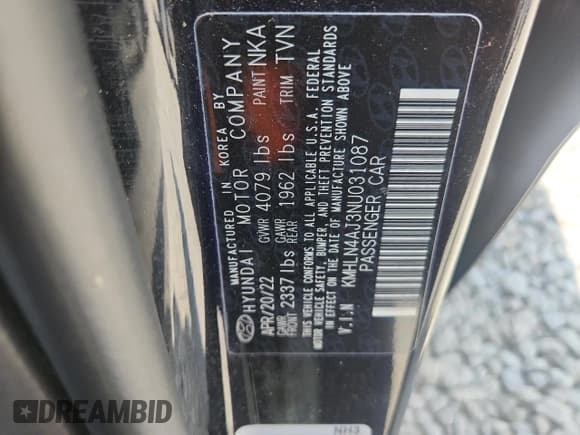 MANUFACTURED IN KOREA BY
HYUNDAI MOTOR COMPANY
APR/20/22 GVWR 4079 lbs PAINT NKA
GAWR FRONT 2337 lbs GAWR REAR 1962 lbs TRIM TVN
THIS VEHICLE CONFORMS TO ALL APPLICABLE U.S.A. FEDERAL
MOTOR VEHICLE SAFETY, BUMPER, AND THEFT PREVENTION STANDARDS
IN EFFECT ON THE DATE OF MANUFACTURE SHOWN ABOVE
V.I.N KMHLN4AJ3NU031087
PASSENGER CAR
NH3
DREAMBID